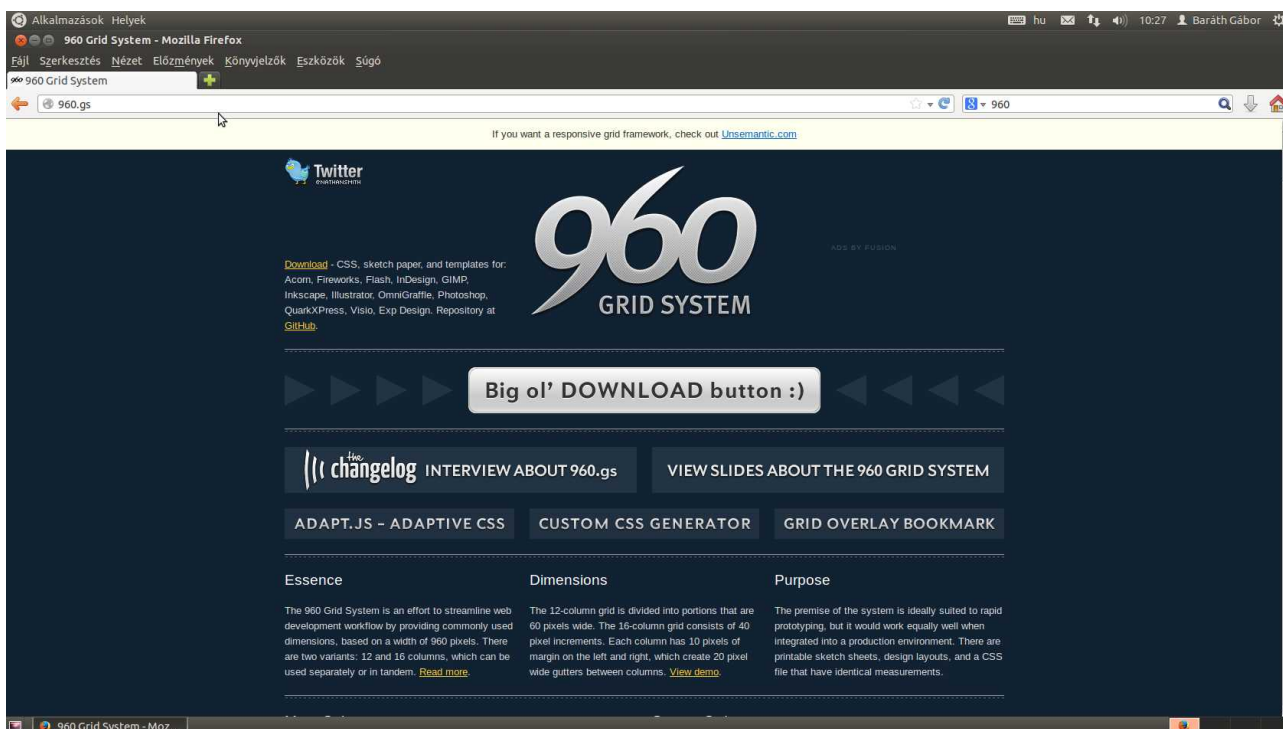 Alkalmazások Helyek hu 10:27 Baráth Gábor
960 Grid System - Mozilla Firefox
Fájl Szerkesztés Nézet Előzmények Könyvjelzők Eszközök Súgó
960 960 Grid System
960.gs 8 960
If you want a responsive grid framework, check out Unsemantic.com
Twitter
@NATHANSMITH
960
GRID SYSTEM
ADS BY FUSION
Download - CSS, sketch paper, and templates for:
Acorn, Fireworks, Flash, InDesign, GIMP,
Inkscape, Illustrator, OmniGraffle, Photoshop,
QuarkXPress, Visio, Exp Design. Repository at
GitHub.
Big ol’ DOWNLOAD button :)
the changelog INTERVIEW ABOUT 960.gs
VIEW SLIDES ABOUT THE 960 GRID SYSTEM
ADAPT.JS – ADAPTIVE CSS
CUSTOM CSS GENERATOR
GRID OVERLAY BOOKMARK
Essence
The 960 Grid System is an effort to streamline web
development workflow by providing commonly used
dimensions, based on a width of 960 pixels. There
are two variants: 12 and 16 columns, which can be
used separately or in tandem. Read more.
Dimensions
The 12-column grid is divided into portions that are
60 pixels wide. The 16-column grid consists of 40
pixel increments. Each column has 10 pixels of
margin on the left and right, which create 20 pixel
wide gutters between columns. View demo.
Purpose
The premise of the system is ideally suited to rapid
prototyping, but it would work equally well when
integrated into a production environment. There are
printable sketch sheets, design layouts, and a CSS
file that have identical measurements.
960 Grid System - Moz...